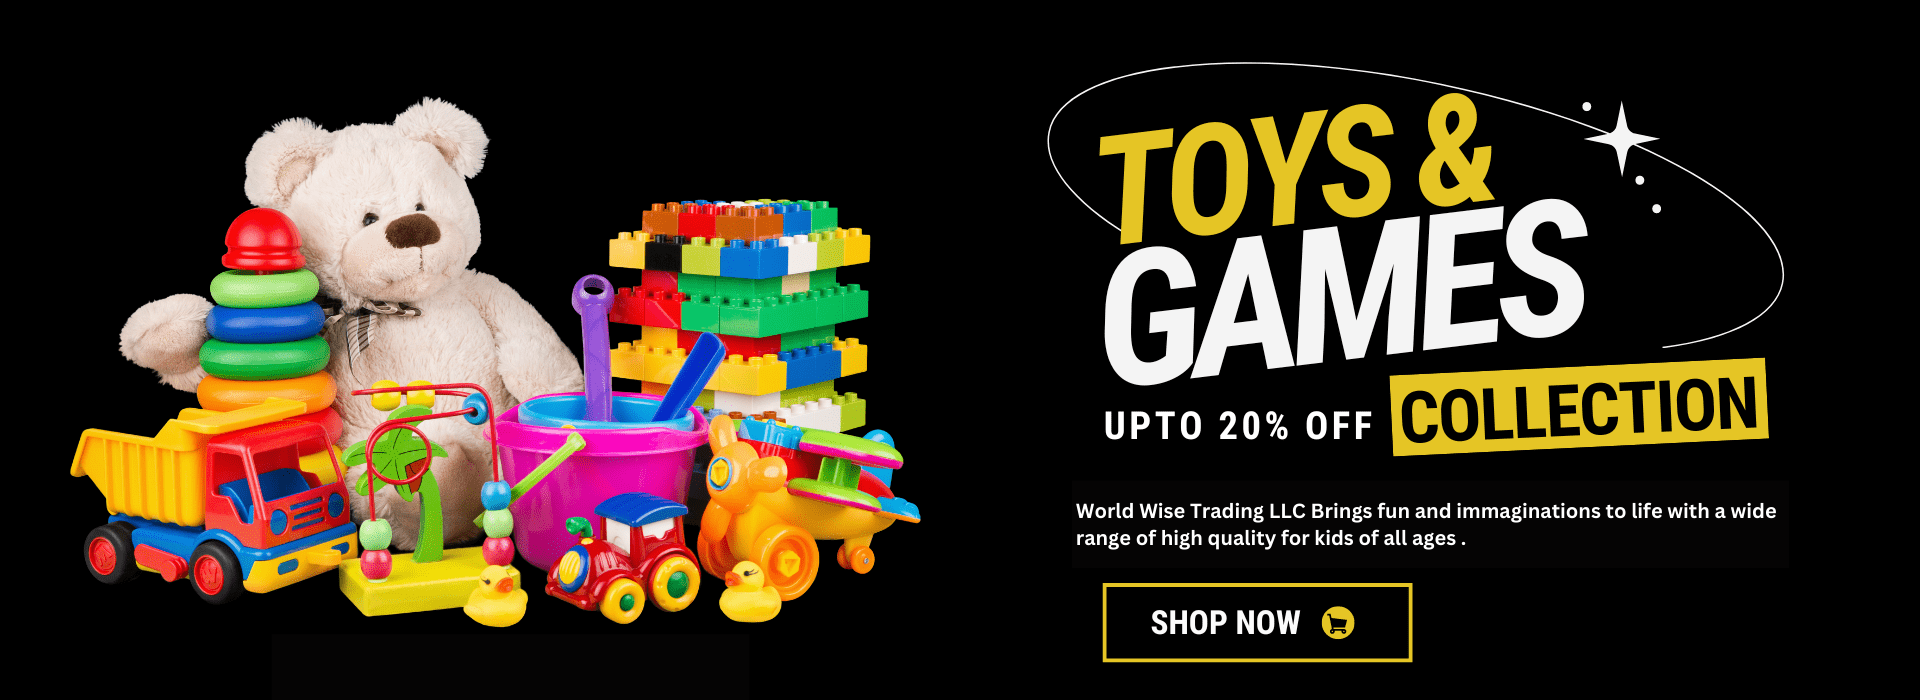 TOYS &
GAMES
UPTO 20% OFF COLLECTION
World Wise Trading LLC Brings fun and immaginations to life with a wide
range of high quality for kids of all ages .
SHOP NOW